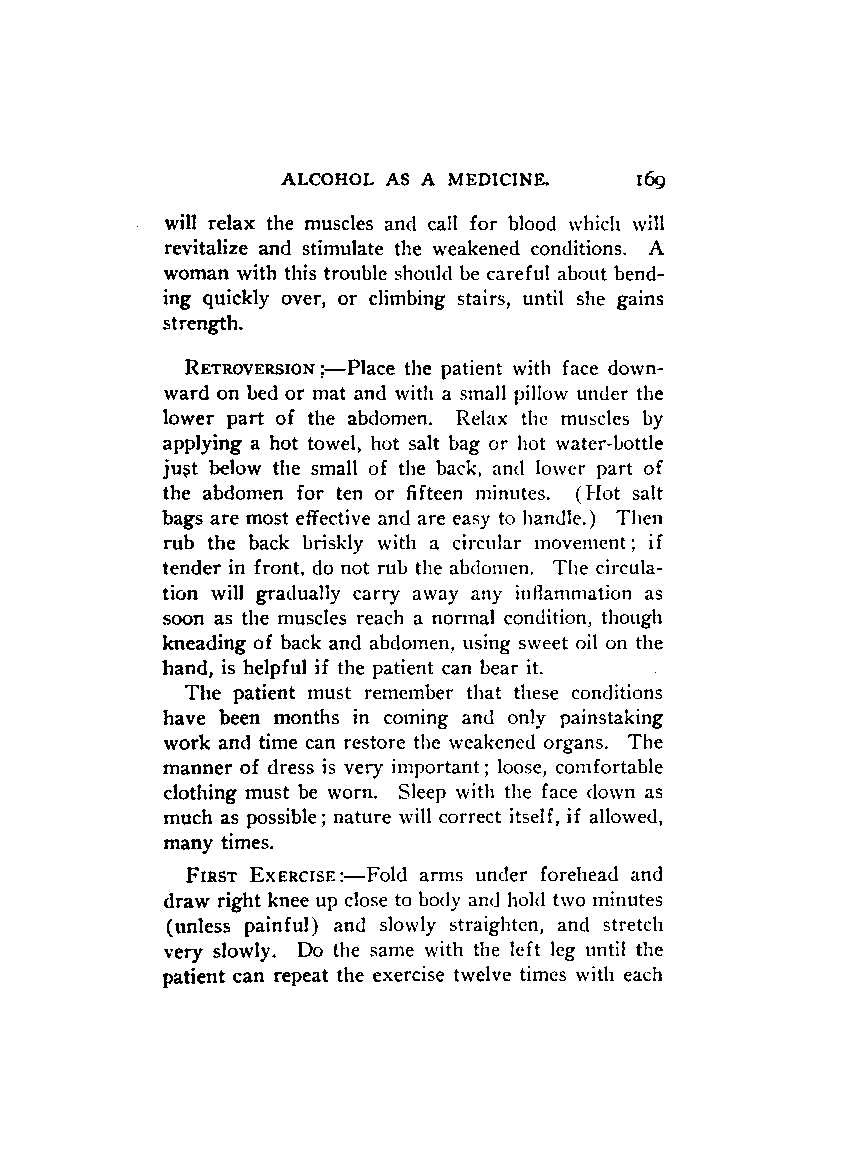 ALCOHOL AS A MEDICINE. 169
will relax the muscles and call for blood which will
revitalize and stimulate the weakened conditions. A
woman with this trouble should be careful about bend-
ing quickly over, or climbing stairs, until she gains
strength.
RETROVERSION;—Place the patient with face down-
ward on bed or mat and with a small pillow under the
lower part of the abdomen. Relax the muscles by
applying a hot towel, hot salt bag or hot water-bottle
just below the small of the back, and lower part of
the abdomen for ten or fifteen minutes. (Hot salt
bags are most effective and are easy to handle.) Then
rub the back briskly with a circular movement; if
tender in front, do not rub the abdomen. The circula-
tion will gradually carry away any inflammation as
soon as the muscles reach a normal condition, though
kneading of back and abdomen, using sweet oil on the
hand, is helpful if the patient can bear it.
The patient must remember that these conditions
have been months in coming and only painstaking
work and time can restore the weakened organs. The
manner of dress is very important; loose, comfortable
clothing must be worn. Sleep with the face down as
much as possible; nature will correct itself, if allowed,
many times.
FIRST EXERCISE:—Fold arms under forehead and
draw right knee up close to body and hold two minutes
(unless painful) and slowly straighten, and stretch
very slowly. Do the same with the left leg until the
patient can repeat the exercise twelve times with each